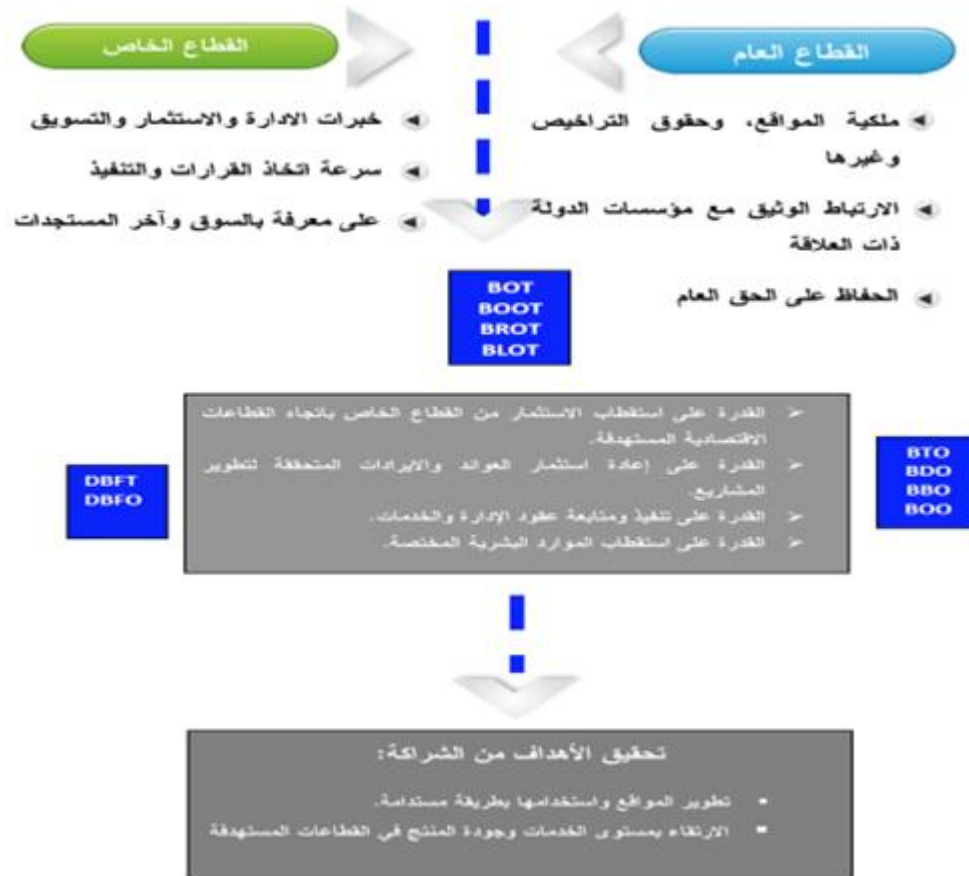 القطاع العام
القطاع الخاص
ملكية المواقع، وحقوق التراخيص
وغيرها
الارتباط الوثيق مع مؤسسات الدولة
ذات العلاقة
الحفاظ على الحق العام
خبرات الادارة والاستثمار والتسويق
سرعة اتخاذ القرارات والتنفيذ
على معرفة بالسوق وآخر المستجدات
BOT
BOOT
BROT
BLOT
القدرة على استقطاب الاستثمار من القطاع الخاص باتجاه القطاعات
الاقتصادية المستهدفة.
القدرة على إعادة استثمار العوائد والايرادات المتحققة لتطوير
المشاريع.
القدرة على تنفيذ ومتابعة عقود الإدارة والخدمات.
القدرة على استقطاب الموارد البشرية المختصة.
BTO
BDO
BBO
BOO
DBFT
DBFO
تحقيق الأهداف من الشراكة:
تطوير المواقع واستخدامها بطريقة مستدامة.
الارتقاء بمستوى الخدمات وجودة المنتج في القطاعات المستهدفة